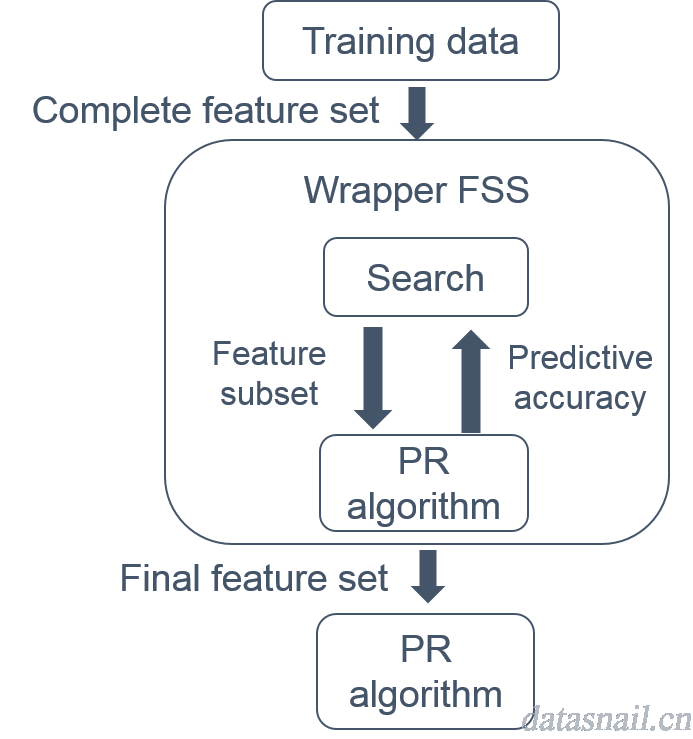 Training data
Complete feature set
Wrapper FSS
Search
Feature
subset
Predictive
accuracy
PR
algorithm
Final feature set
PR
algorithm
datasnail.cn